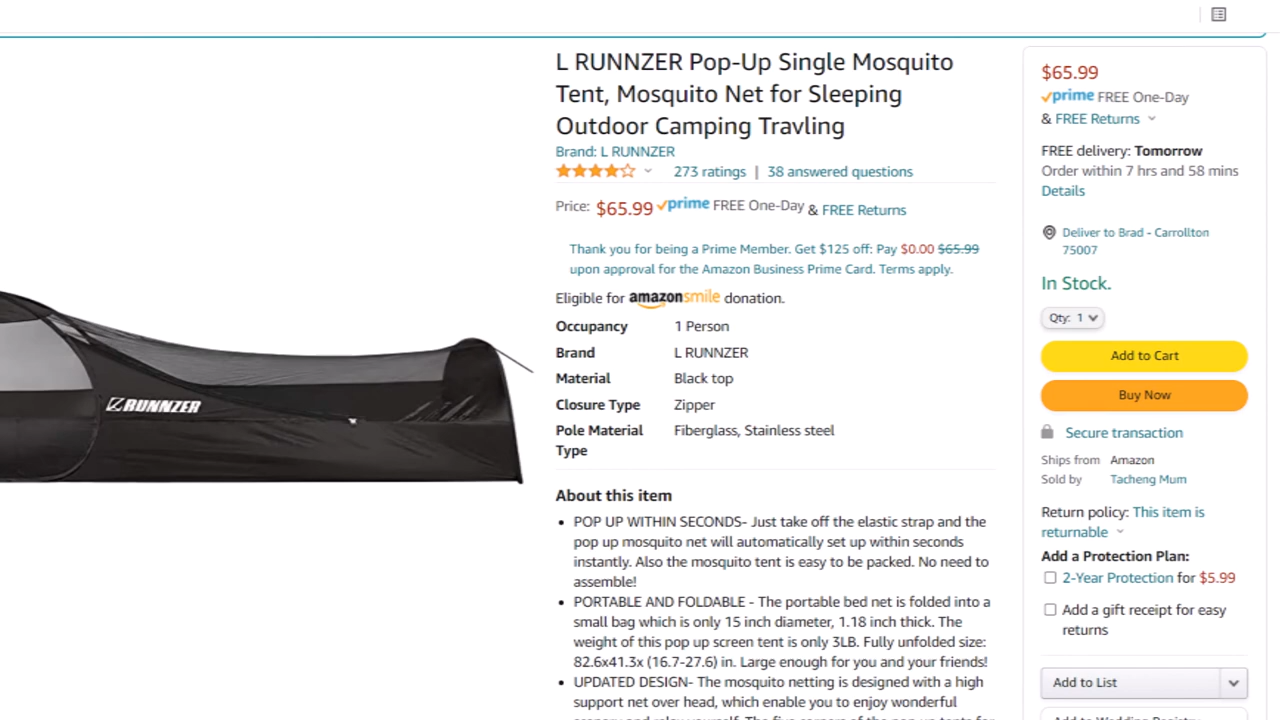 L RUNNZER Pop-Up Single Mosquito
Tent, Mosquito Net for Sleeping
Outdoor Camping Travling
Brand: L RUNNZER
273 ratings | 38 answered questions
Price: $65.99 prime FREE One-Day & FREE Returns
Thank you for being a Prime Member. Get $125 off: Pay $0.00 $65.99
upon approval for the Amazon Business Prime Card. Terms apply.
Eligible for amazonsmile donation.
Occupancy 1 Person
Brand L RUNNZER
Material Black top
Closure Type Zipper
Pole Material Fiberglass, Stainless steel
Type
About this item
• POP UP WITHIN SECONDS- Just take off the elastic strap and the
pop up mosquito net will automatically set up within seconds
instantly. Also the mosquito tent is easy to be packed. No need to
assemble!
• PORTABLE AND FOLDABLE - The portable bed net is folded into a
small bag which is only 15 inch diameter, 1.18 inch thick. The
weight of this pop up screen tent is only 3LB. Fully unfolded size:
82.6x41.3x (16.7-27.6) in. Large enough for you and your friends!
• UPDATED DESIGN- The mosquito netting is designed with a high
support net over head, which enable you to enjoy wonderful
RUNNZER
$65.99
prime FREE One-Day
& FREE Returns
FREE delivery: Tomorrow
Order within 7 hrs and 58 mins
Details
Deliver to Brad - Carrollton
75007
In Stock.
Qty: 1
Add to Cart
Buy Now
Secure transaction
Ships from Amazon
Sold by Tacheng Mum
Return policy: This item is
returnable
Add a Protection Plan:
2-Year Protection for $5.99
Add a gift receipt for easy
returns
Add to List